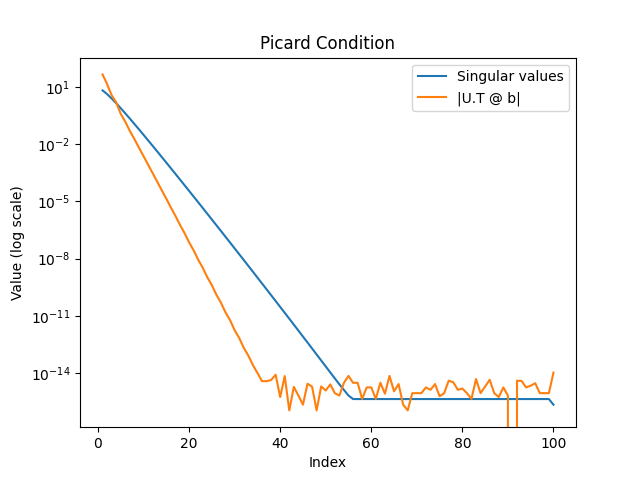 Picard Condition
Singular values
|U.T @ b|
Value (log scale)
10¹
10⁻²
10⁻⁵
10⁻⁸
10⁻¹¹
10⁻¹⁴
0 20 40 60 80 100
Index